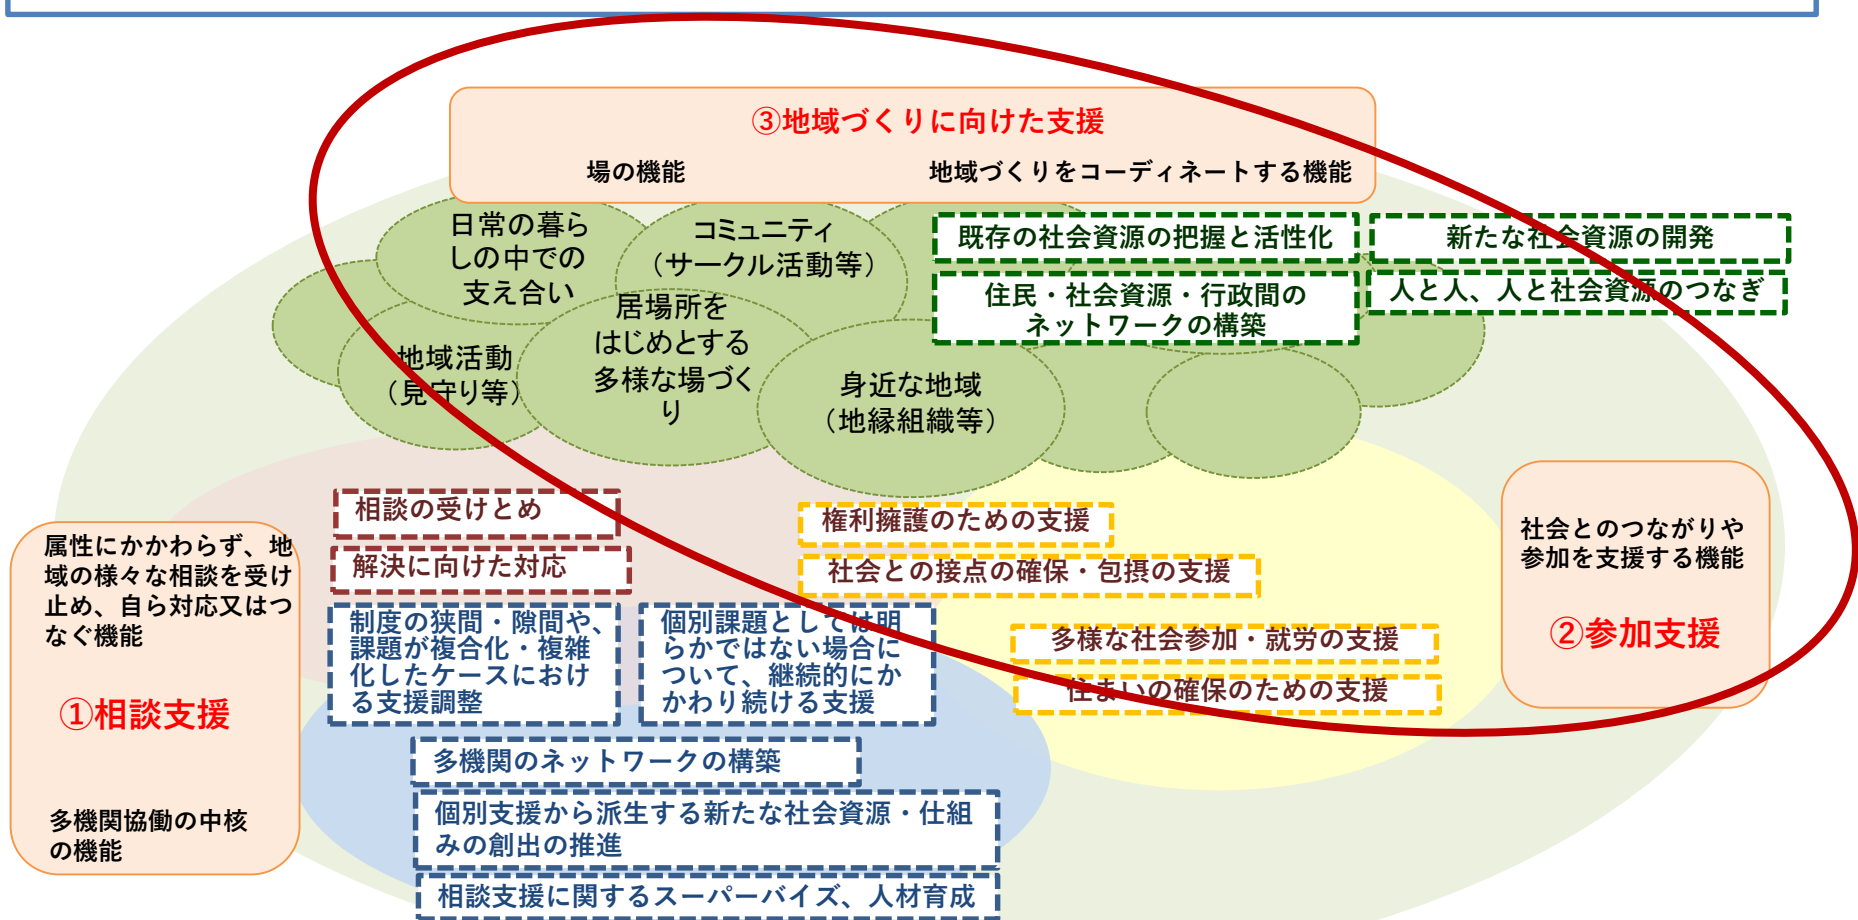 ③地域づくりに向けた支援
場の機能
地域づくりをコーディネートする機能
日常の暮ら
しの中での
支え合い
コミュニティ
（サークル活動等）
既存の社会資源の把握と活性化
新たな社会資源の開発
住民・社会資源・行政間の
ネットワークの構築
人と人、人と社会資源のつなぎ
居場所を
はじめとする
多様な場づく
り
地域活動
（見守り等）
身近な地域
（地縁組織等）
相談の受けとめ
解決に向けた対応
権利擁護のための支援
社会との接点の確保・包摂の支援
社会とのつながりや
参加を支援する機能
②参加支援
属性にかかわらず、地
域の様々な相談を受け
止め、自ら対応又はつ
なぐ機能
①相談支援
多機関協働の中核
の機能
制度の狭間・隙間や、
課題が複合化・複雑
化したケースにおけ
る支援調整
個別課題としては明
らかではない場合に
ついて、継続的にか
かわり続ける支援
多様な社会参加・就労の支援
住まいの確保のための支援
多機関のネットワークの構築
個別支援から派生する新たな社会資源・仕組
みの創出の推進
相談支援に関するスーパーバイズ、人材育成